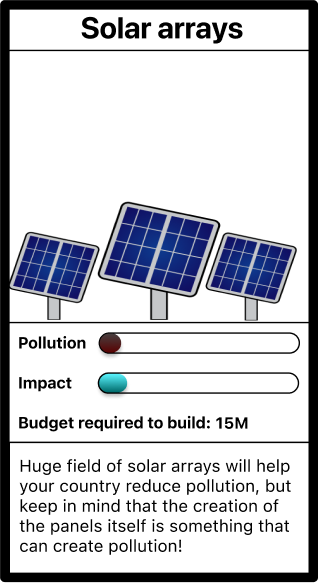 Solar arrays
Pollution
Impact
Budget required to build: 15M
Huge field of solar arrays will help
your country reduce pollution, but
keep in mind that the creation of
the panels itself is something that
can create pollution!